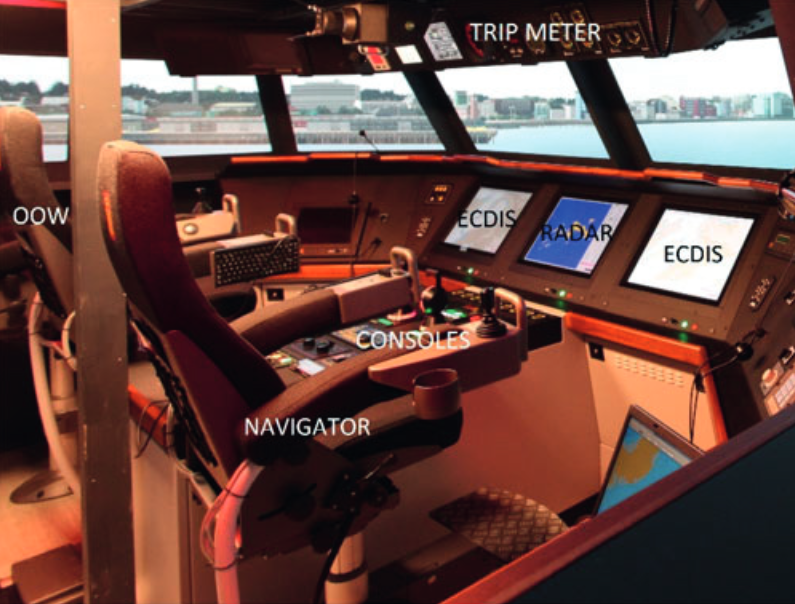 TRIP METER
OOW
ECDIS
RADAR
ECDIS
CONSOLES
NAVIGATOR